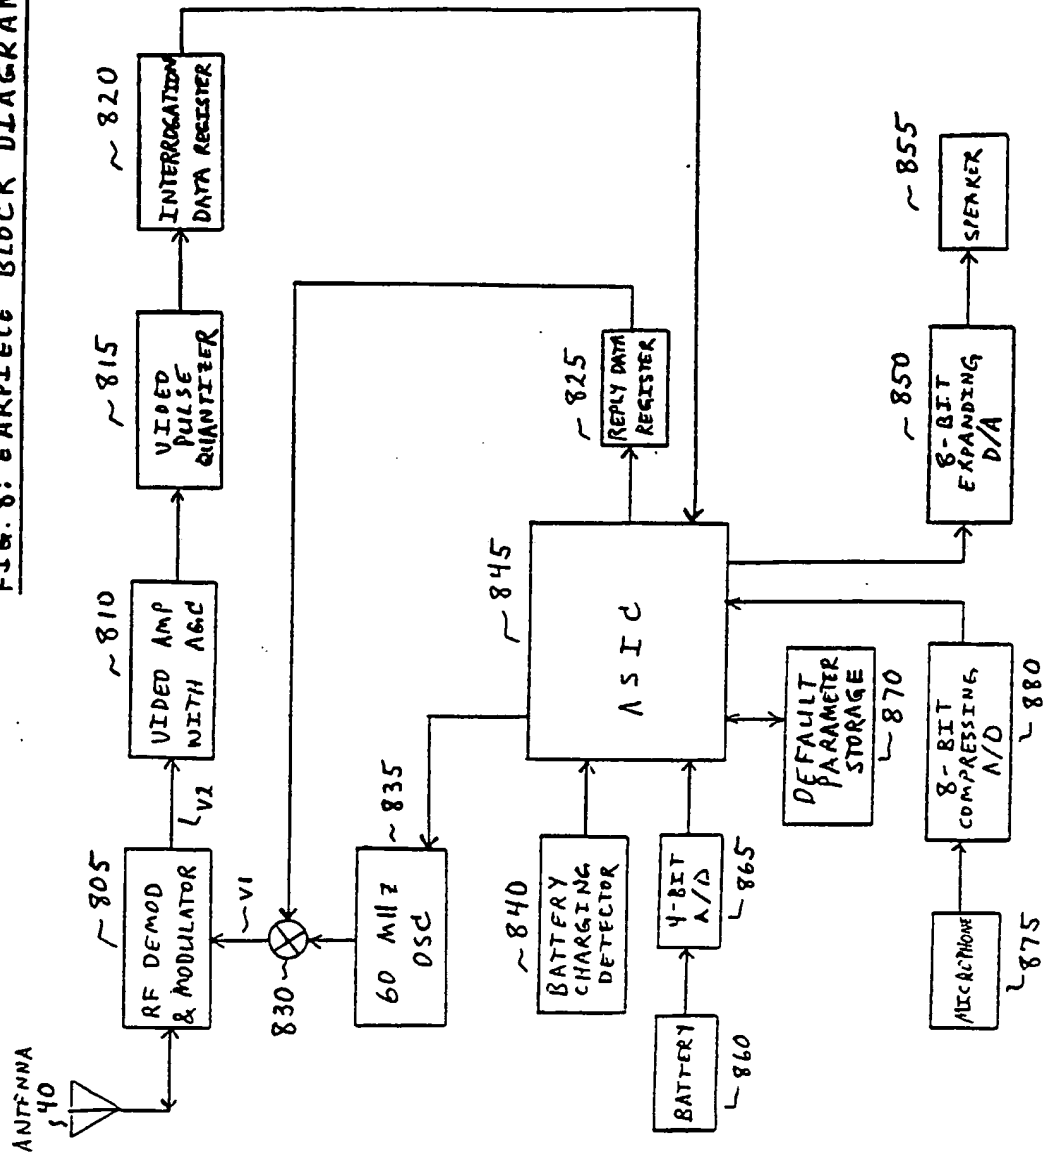 FIG. 8: EARPIECE BLOCK DIAGRAM
ANTENNA
40
805
RF DEMOD
& MODULATOR
V2
810
VIDEO AMP
WITH AGC
815
VIDEO
PULSE
QUANTIZER
820
INTERROGATION
DATA REGISTER
V1
830
835
60 MHz
OSC
825
REPLY DATA
REGISTER
845
ASIC
840
BATTERY
CHARGING
DETECTOR
BATTERY
860
4-BIT
A/D
865
DEFAULT
PARAMETER
STORAGE
870
850
8-BIT
EXPANDING
D/A
855
SPEAKER
MICROPHONE
875
8-BIT
COMPRESSING
A/D
880